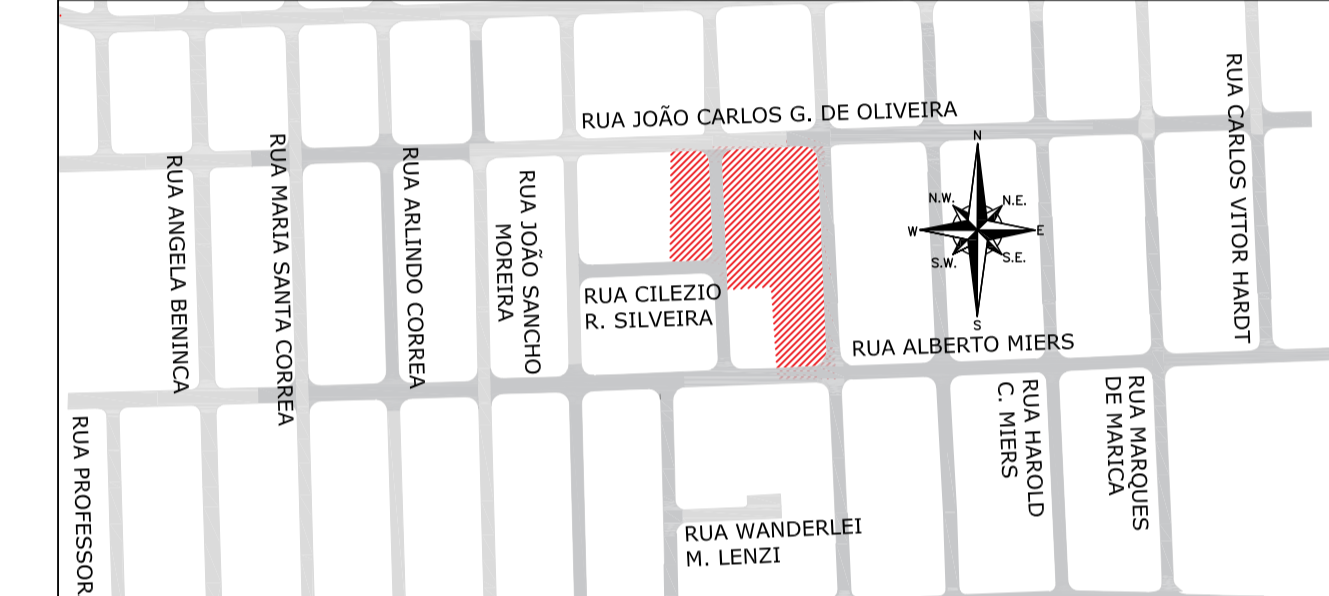 RUA JOÃO CARLOS G. DE OLIVEIRA
RUA CARLOS VITOR HARDT
RUA ANGELA BENINCA
RUA MARIA SANTA CORREA
RUA ARLINDO CORREA
RUA JOÃO SANCHO
MOREIRA
N
N.W.
N.E.
W
E
S.W.
S.E.
S
RUA CILEZIO
R. SILVEIRA
RUA ALBERTO MIERS
RUA HAROLD
C. MIERS
RUA MARQUES
DE MARICA
RUA PROFESSOR
RUA WANDERLEI
M. LENZI